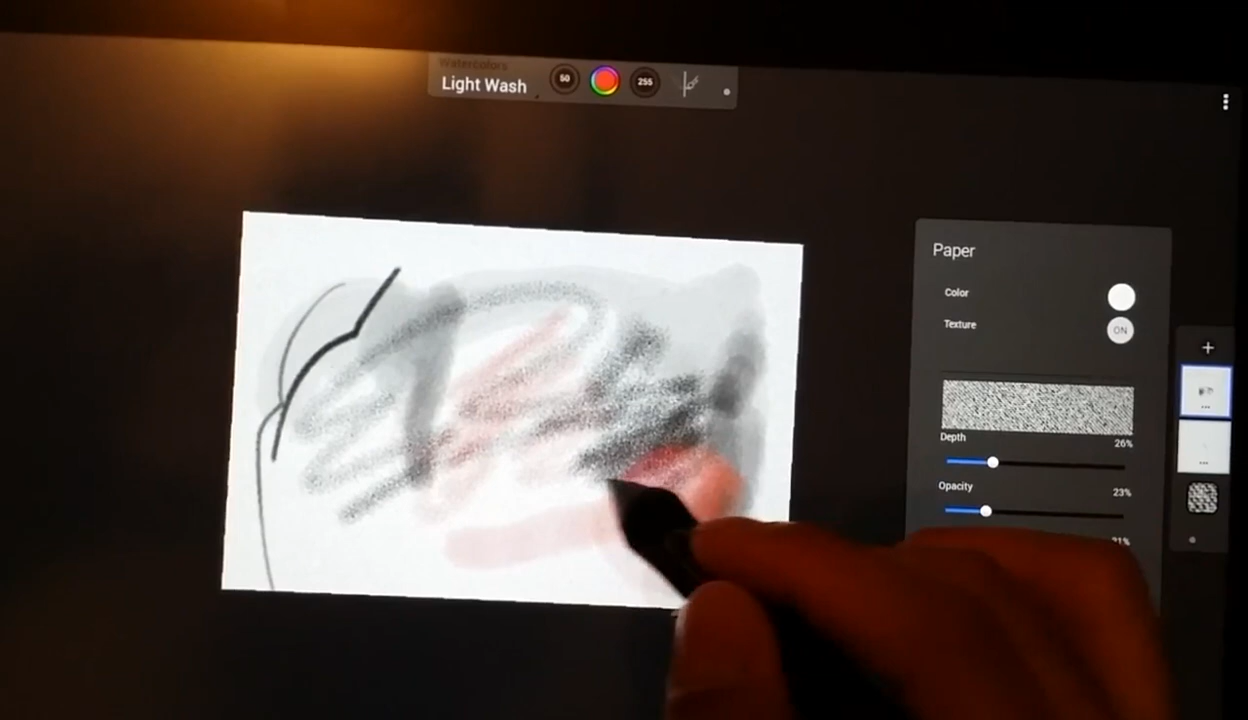 Watercolors
Light Wash
50
255
Paper
Color
Texture
ON
Depth
26%
Opacity
23%